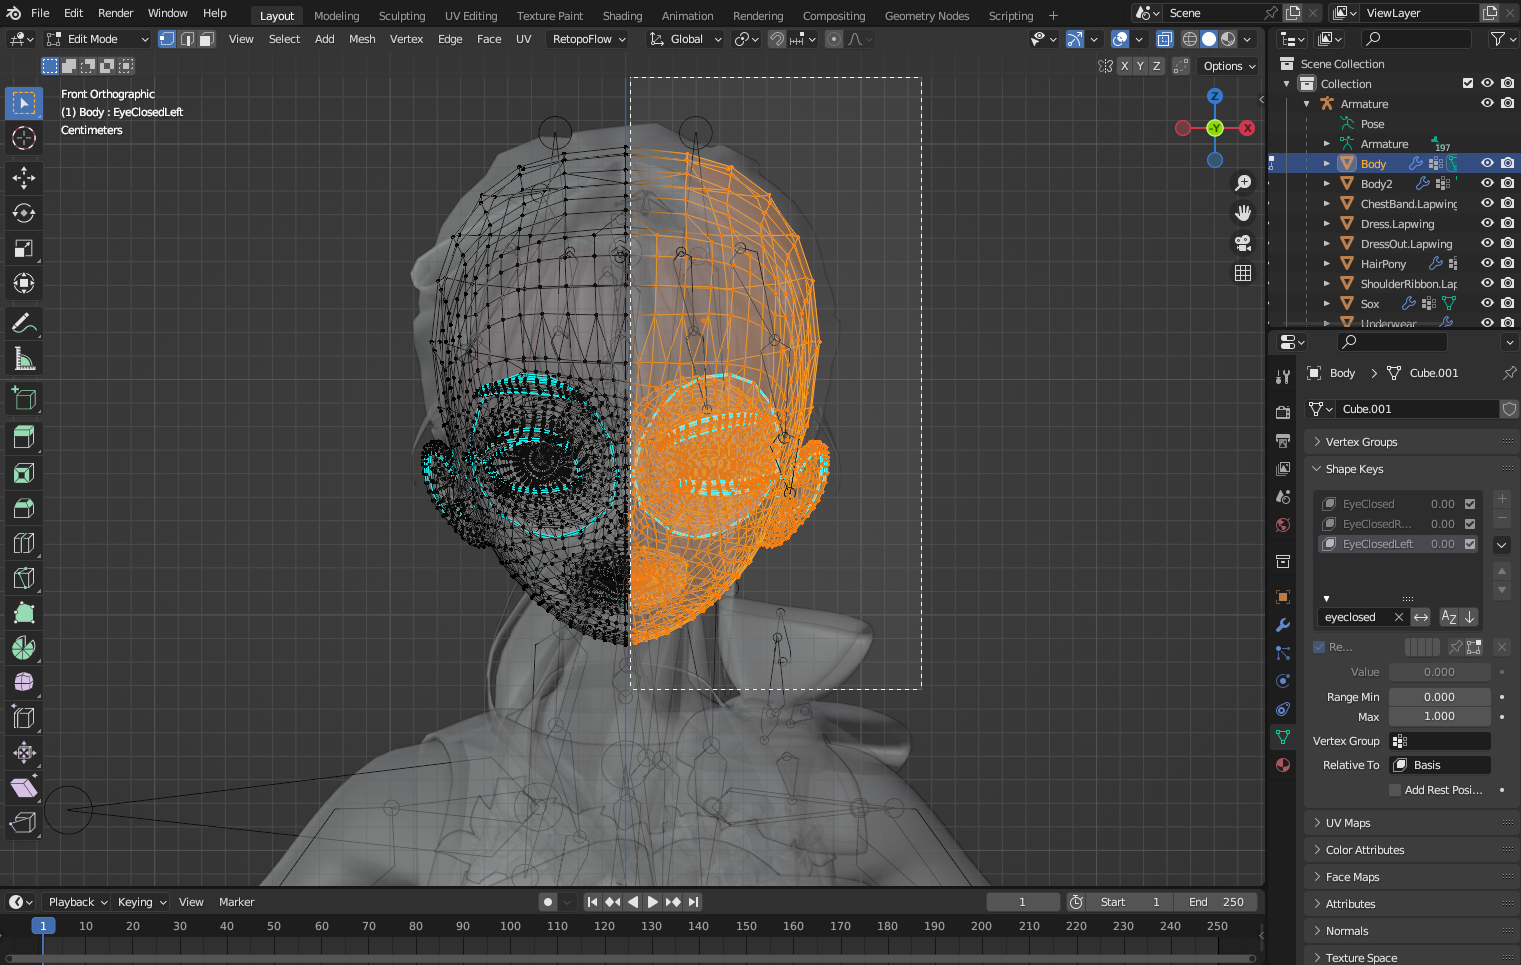 File Edit Render Window Help Layout Modeling Sculpting UV Editing Texture Paint Shading Animation Rendering Compositing Geometry Nodes Scripting + Scene ViewLayer
Edit Mode View Select Add Mesh Vertex Edge Face UV RetopoFlow Global
X Y Z Options
Front Orthographic
(1) Body : EyeClosedLeft
Centimeters
Z
-Y X
Scene Collection
Collection
Armature
Pose
Armature 197
Body
Body2
ChestBand.Lapwing
Dress.Lapwing
DressOut.Lapwing
HairPony
ShoulderRibbon.Lap
Sox
Underwear
Body > Cube.001
Cube.001
Vertex Groups
Shape Keys
EyeClosed 0.00
EyeClosedR... 0.00
EyeClosedLeft 0.00
eyeclosed
Re...
Value 0.000
Range Min 0.000
Max 1.000
Vertex Group
Relative To Basis
Add Rest Posi...
UV Maps
Color Attributes
Face Maps
Attributes
Normals
Texture Space
Playback Keying View Marker 1 Start 1 End 250
1 10 20 30 40 50 60 70 80 90 100 110 120 130 140 150 160 170 180 190 200 210 220 230 240 250